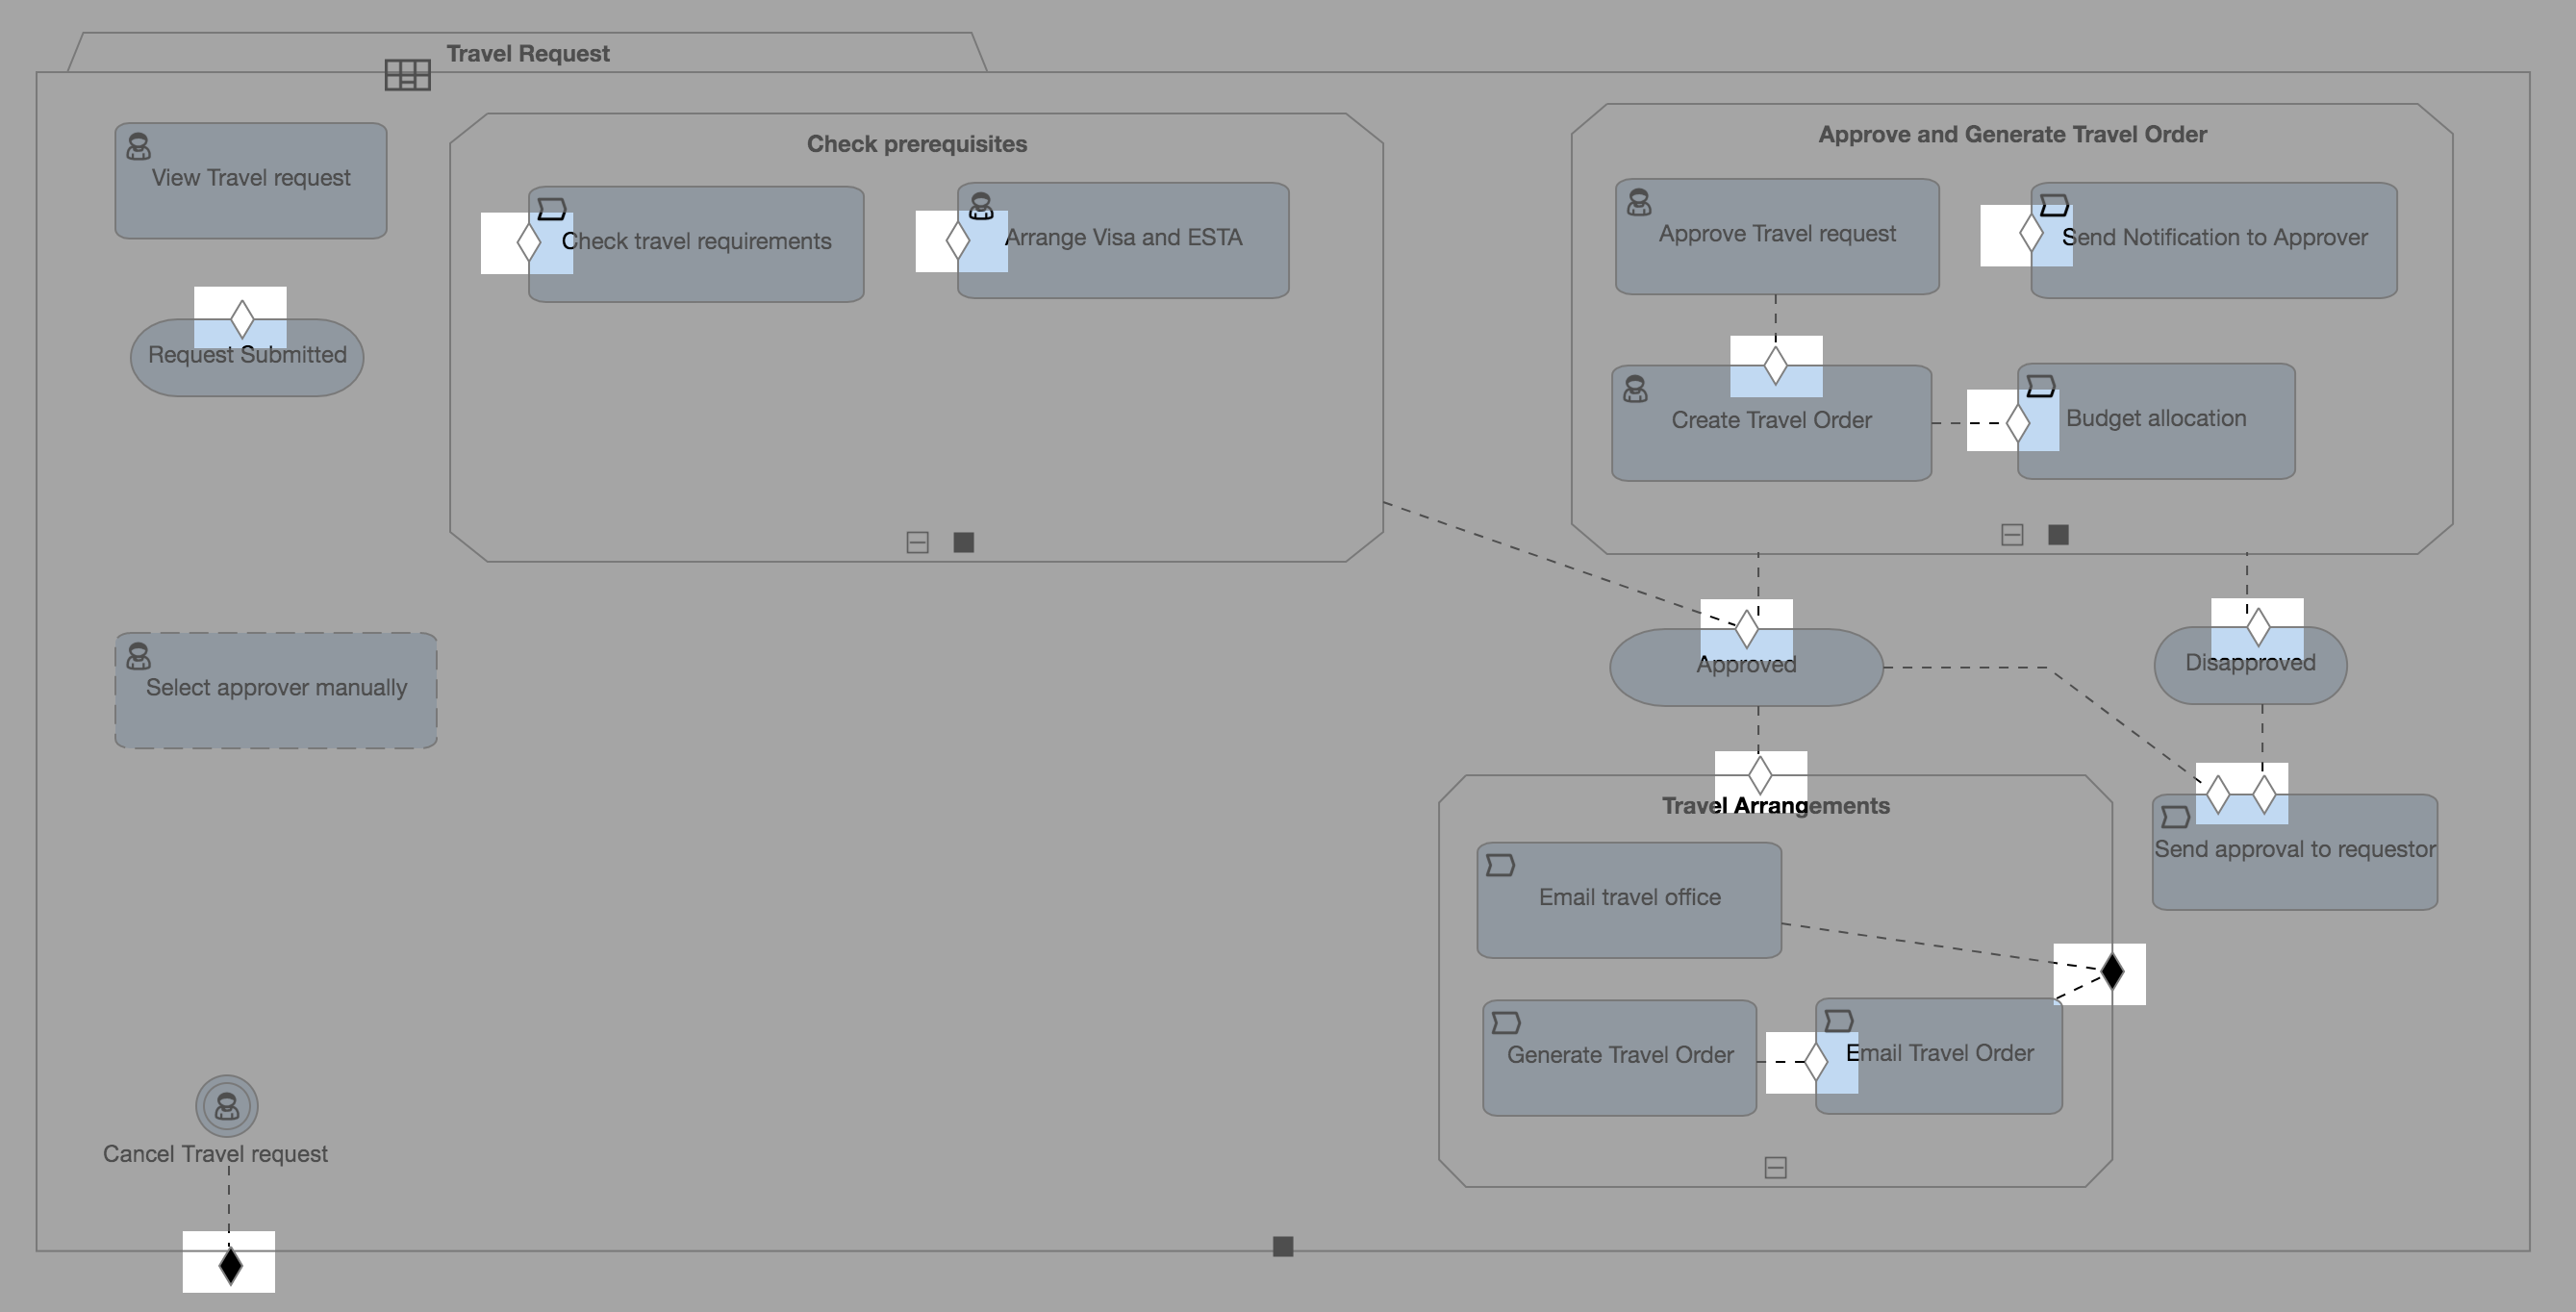 Travel Request
View Travel request
Request Submitted
Check prerequisites
Check travel requirements
Arrange Visa and ESTA
Approve and Generate Travel Order
Approve Travel request
Send Notification to Approver
Create Travel Order
Budget allocation
Select approver manually
Approved
Disapproved
Travel Arrangements
Send approval to requestor
Email travel office
Generate Travel Order
Email Travel Order
Cancel Travel request